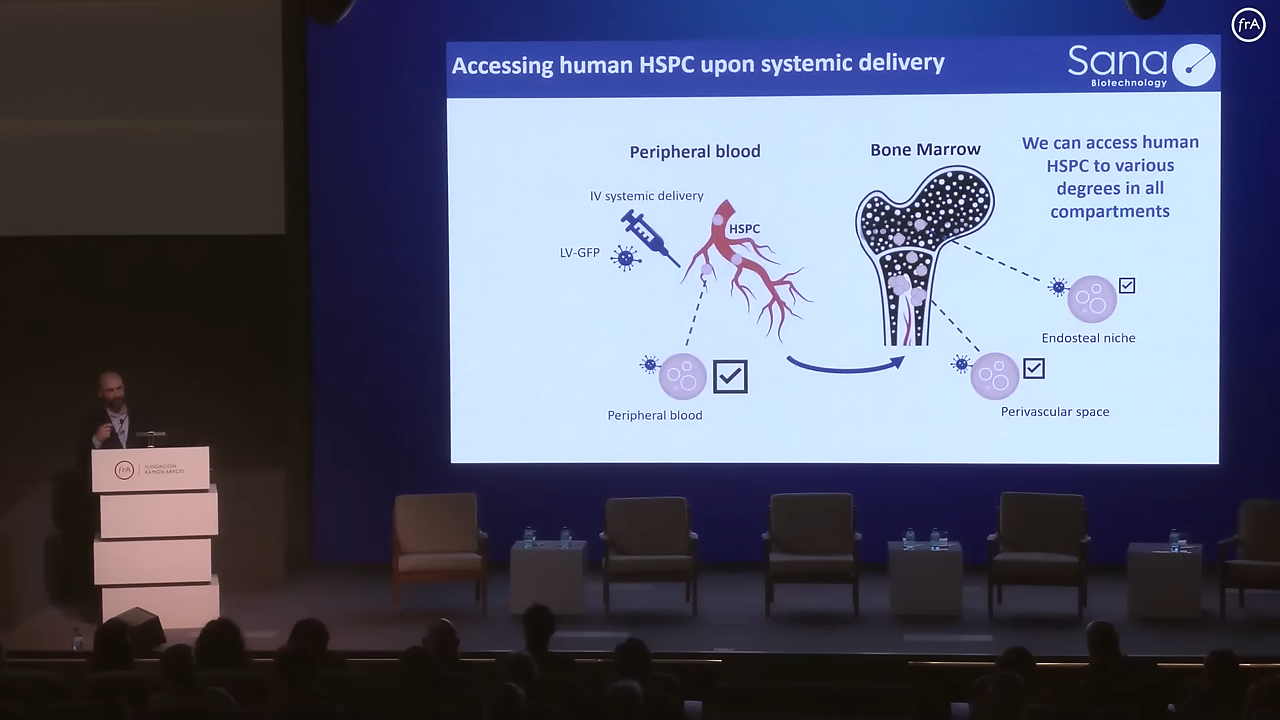 frA
Accessing human HSPC upon systemic delivery
Sana
Biotechnology
Peripheral blood
Bone Marrow
We can access human
HSPC to various
degrees in all
compartments
IV systemic delivery
HSPC
LV-GFP
Endosteal niche
Peripheral blood
Perivascular space
frA
FUNDACIÓN
RAMÓN ARECES